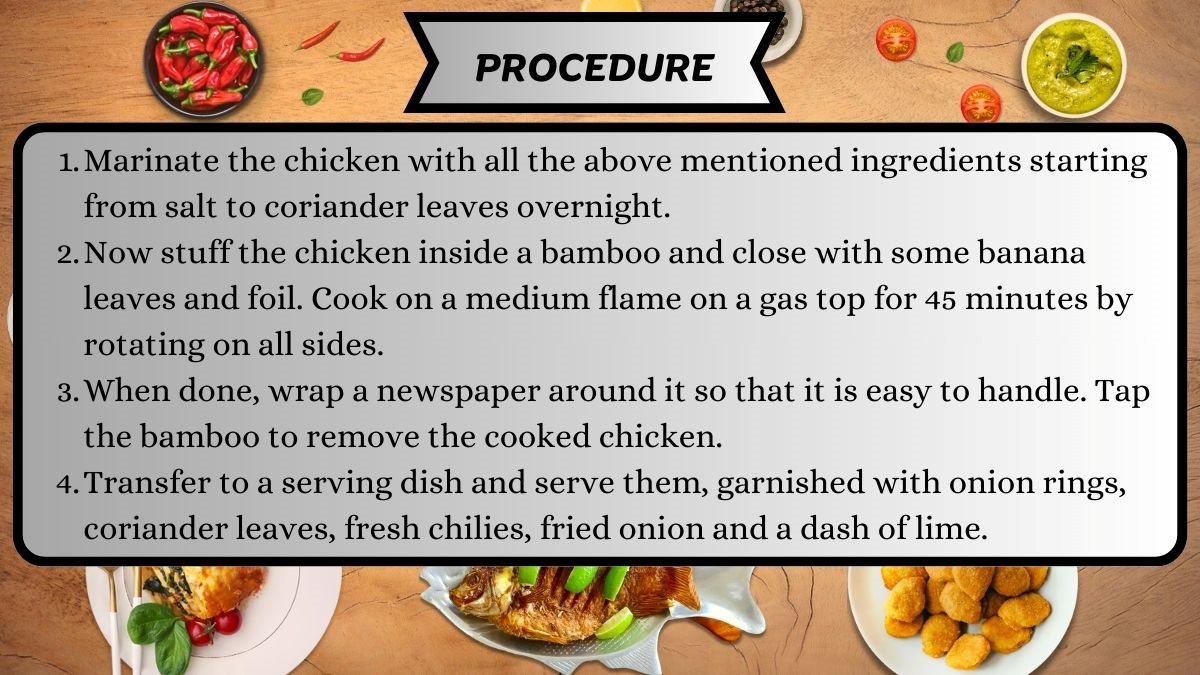 PROCEDURE
1. Marinate the chicken with all the above mentioned ingredients starting
from salt to coriander leaves overnight.
2. Now stuff the chicken inside a bamboo and close with some banana
leaves and foil. Cook on a medium flame on a gas top for 45 minutes by
rotating on all sides.
3. When done, wrap a newspaper around it so that it is easy to handle. Tap
the bamboo to remove the cooked chicken.
4. Transfer to a serving dish and serve them, garnished with onion rings,
coriander leaves, fresh chilies, fried onion and a dash of lime.